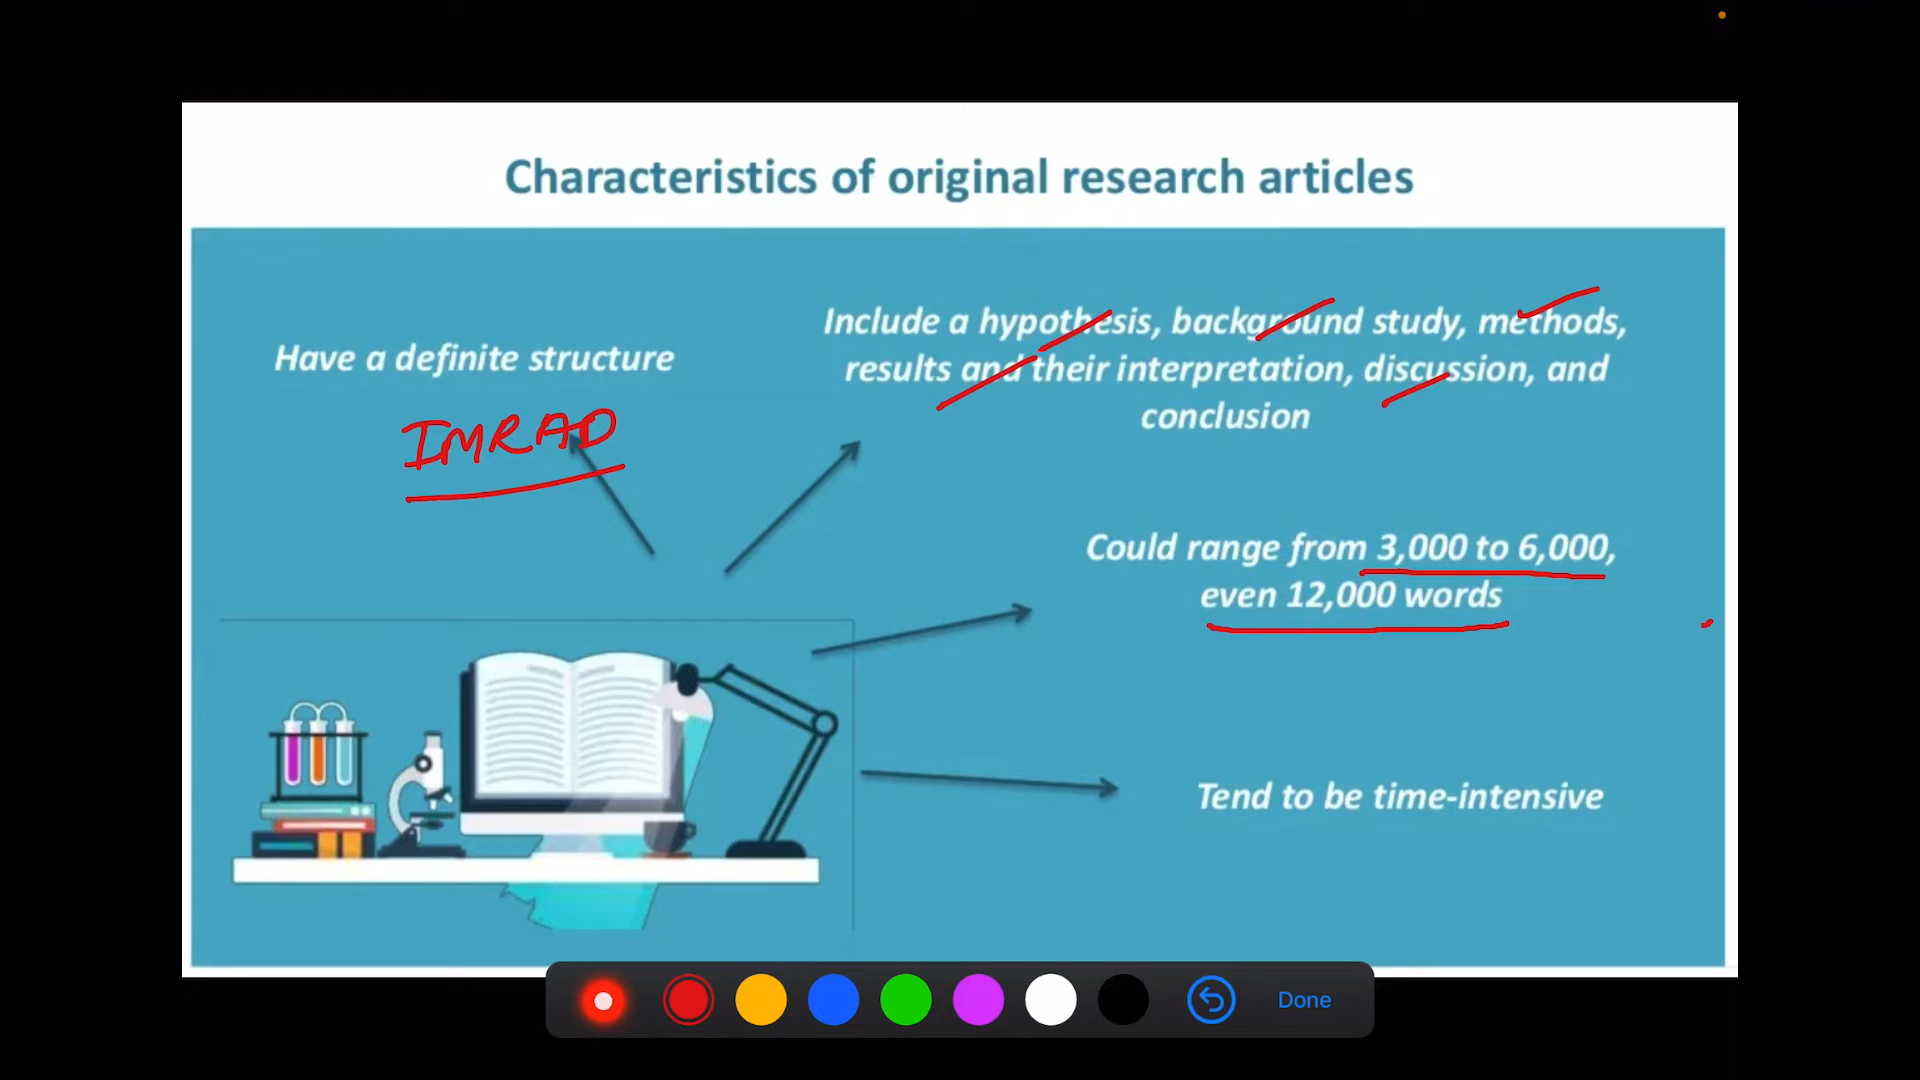 Characteristics of original research articles
Have a definite structure
IMRAD
Include a hypothesis, background study, methods,
results and their interpretation, discussion, and
conclusion
Could range from 3,000 to 6,000,
even 12,000 words
Tend to be time-intensive
Done